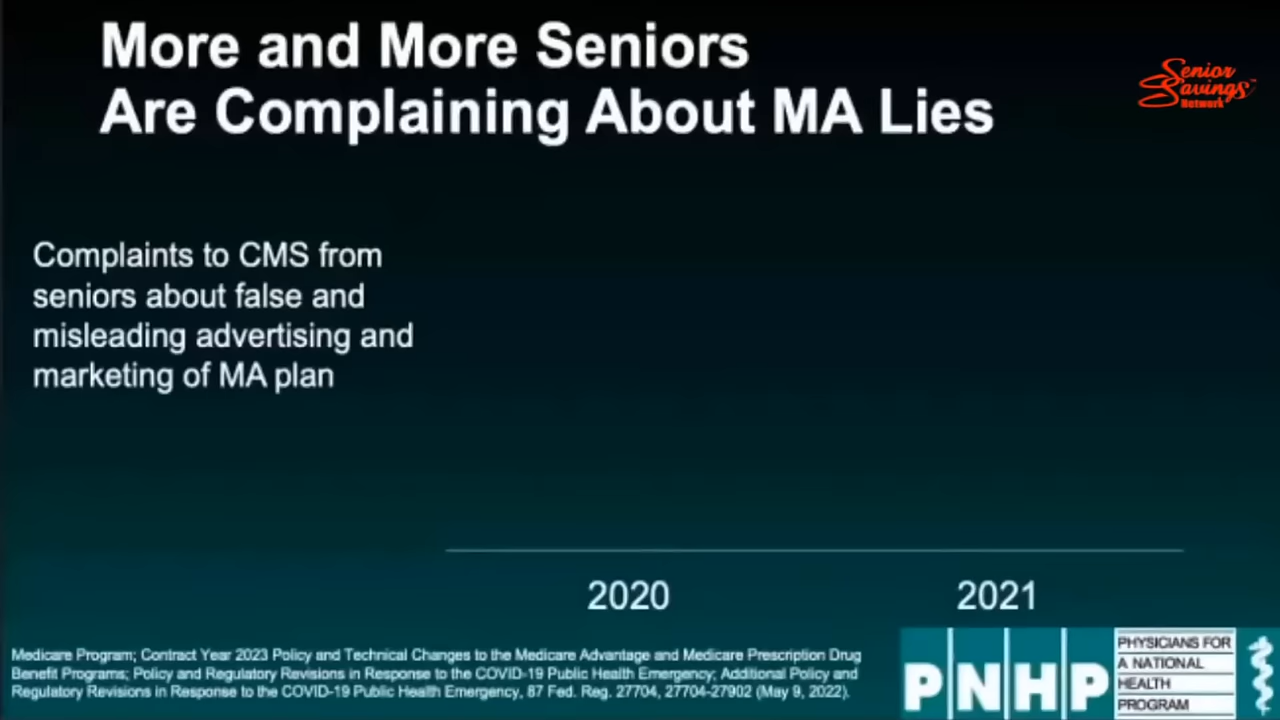 More and More Seniors
Are Complaining About MA Lies
Senior
Savings
Network
Complaints to CMS from
seniors about false and
misleading advertising and
marketing of MA plan
2020
2021
Medicare Program; Contract Year 2023 Policy and Technical Changes to the Medicare Advantage and Medicare Prescription Drug
Benefit Programs; Policy and Regulatory Revisions in Response to the COVID-19 Public Health Emergency; Additional Policy and
Regulatory Revisions in Response to the COVID-19 Public Health Emergency, 87 Fed. Reg. 27704, 27704-27902 (May 9, 2022).
PNHP
PHYSICIANS FOR
A NATIONAL
HEALTH
PROGRAM